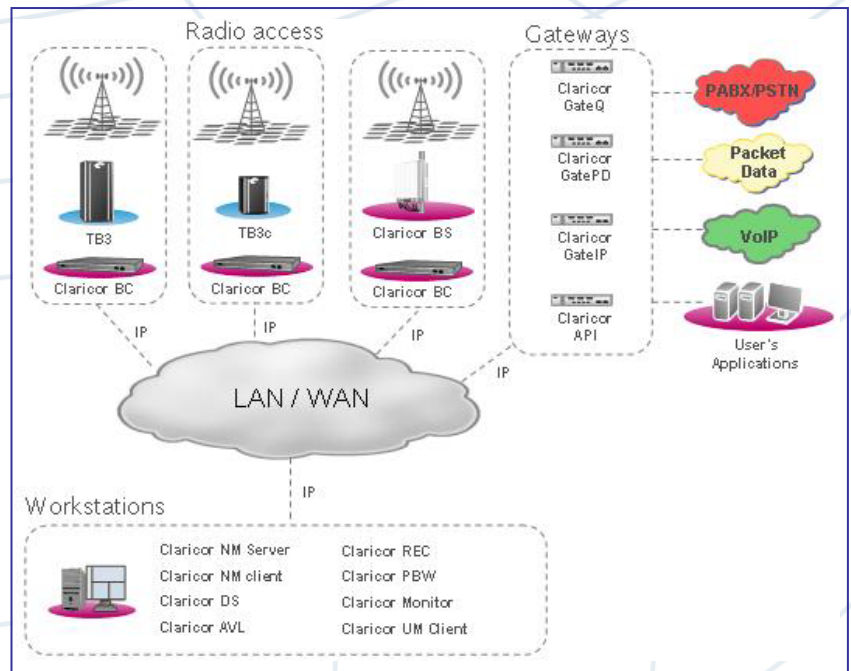 Radio access
Gateways
TB3
Claricor BC
IP
TB3c
Claricor BC
IP
Claricor BS
Claricor BC
IP
Claricor
GateQ
PABX/PSTN
Claricor
GatePD
Packet
Data
Claricor
GateIP
VoIP
Claricor
API
User's
Applications
IP
LAN / WAN
IP
Workstations
Claricor NM Server
Claricor NM client
Claricor DS
Claricor AVL
Claricor REC
Claricor PBW
Claricor Monitor
Claricor UM Client